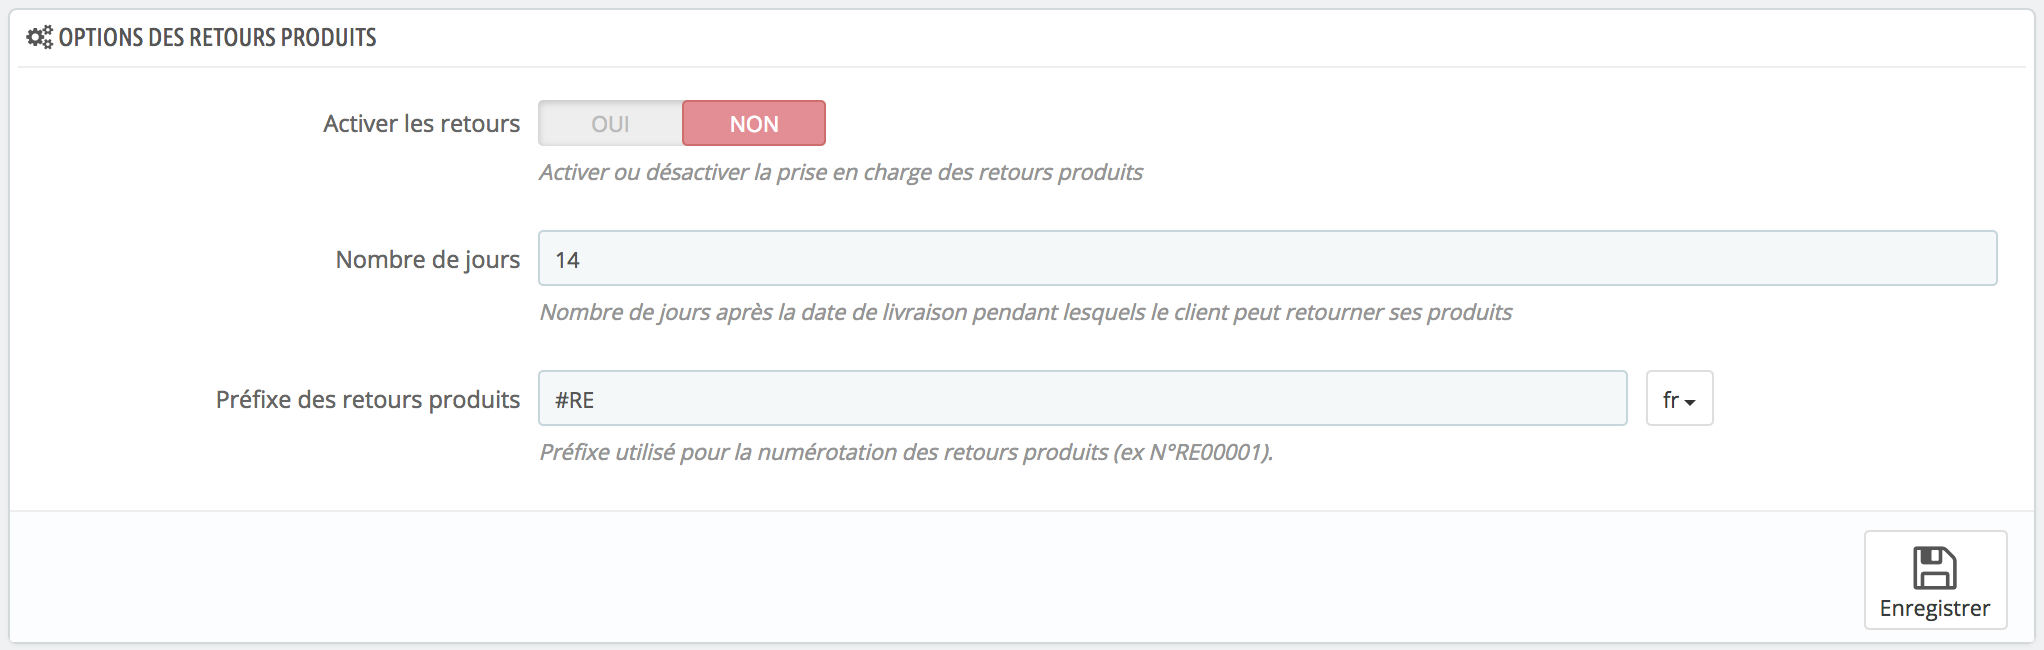 OPTIONS DES RETOURS PRODUITS
Activer les retours OUI NON
Activer ou désactiver la prise en charge des retours produits
Nombre de jours 14
Nombre de jours après la date de livraison pendant lesquels le client peut retourner ses produits
Préfixe des retours produits #RE fr
Préfixe utilisé pour la numérotation des retours produits (ex N°RE00001).
Enregistrer